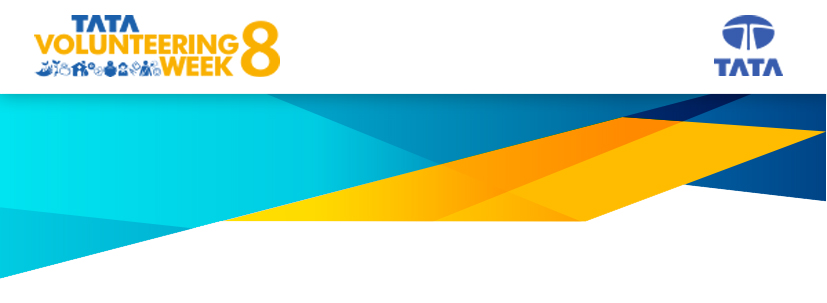 TATA
VOLUNTEERING
WEEK 8
TATA